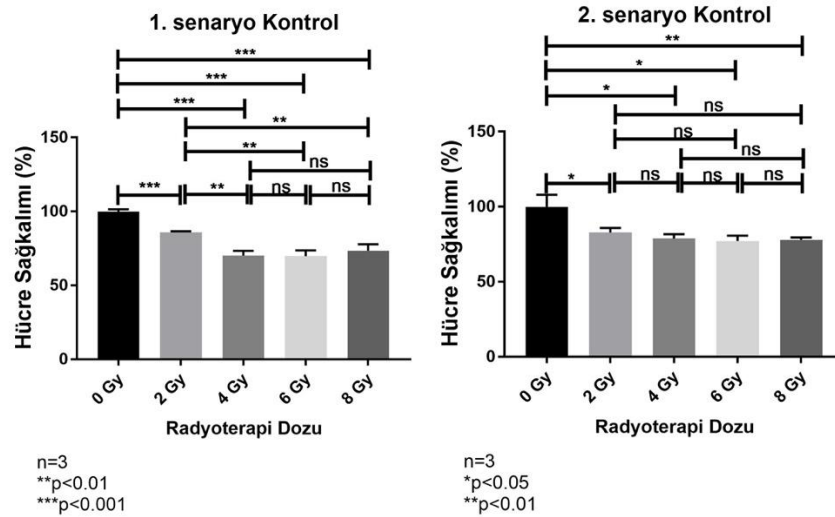 1. senaryo Kontrol
***
***
***
**
**
ns
***
**
ns
ns
150
100
50
0
Hücre Sağkalımı (%)
0 Gy
2 Gy
4 Gy
6 Gy
8 Gy
Radyoterapi Dozu
n=3
**p<0.01
***p<0.001
2. senaryo Kontrol
**
*
*
ns
ns
ns
*
ns
ns
ns
150
100
50
0
Hücre Sağkalımı (%)
0 Gy
2 Gy
4 Gy
6 Gy
8 Gy
Radyoterapi Dozu
n=3
*p<0.05
**p<0.01